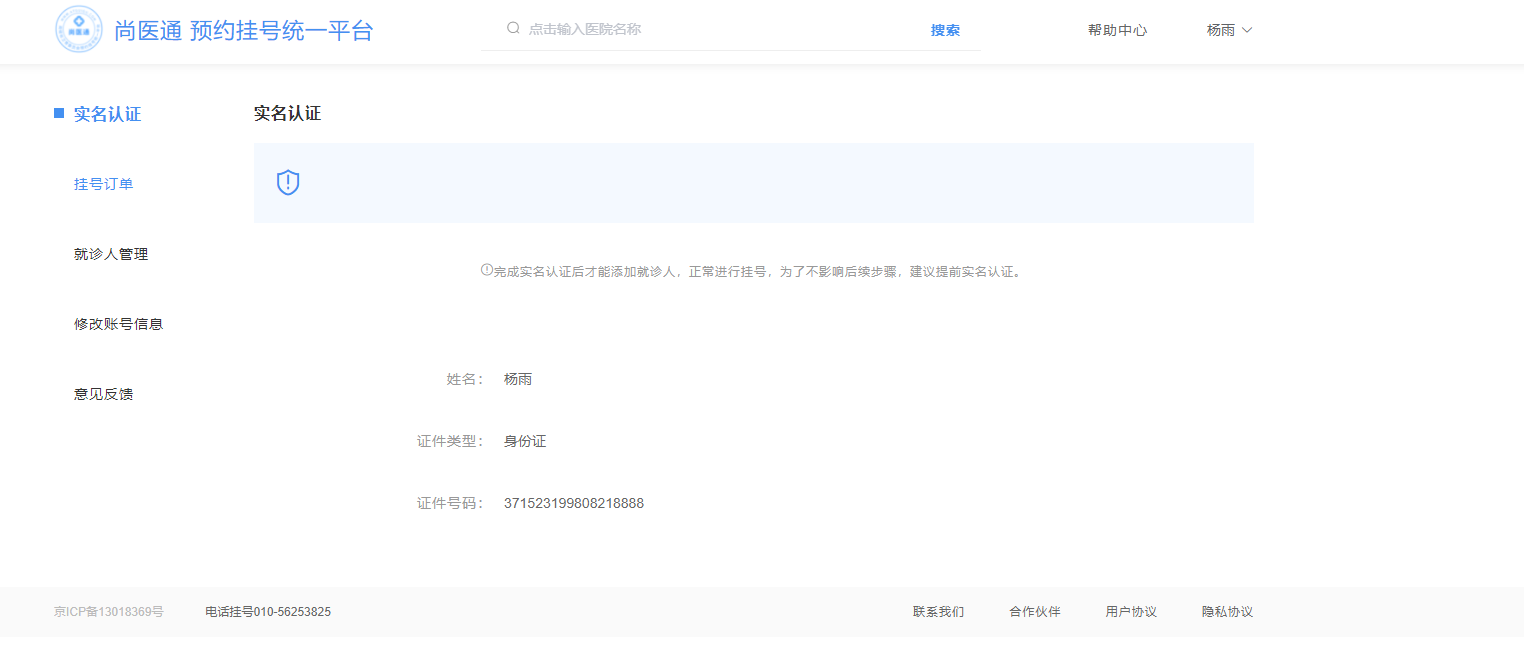 尚医通 预约挂号统一平台
点击输入医院名称
搜索
帮助中心
杨雨
实名认证
挂号订单
就诊人管理
修改账号信息
意见反馈
实名认证
完成实名认证后才能添加就诊人，正常进行挂号，为了不影响后续步骤，建议提前实名认证。
姓名： 杨雨
证件类型： 身份证
证件号码： 371523199808218888
京ICP备13018369号
电话挂号010-56253825
联系我们
合作伙伴
用户协议
隐私协议